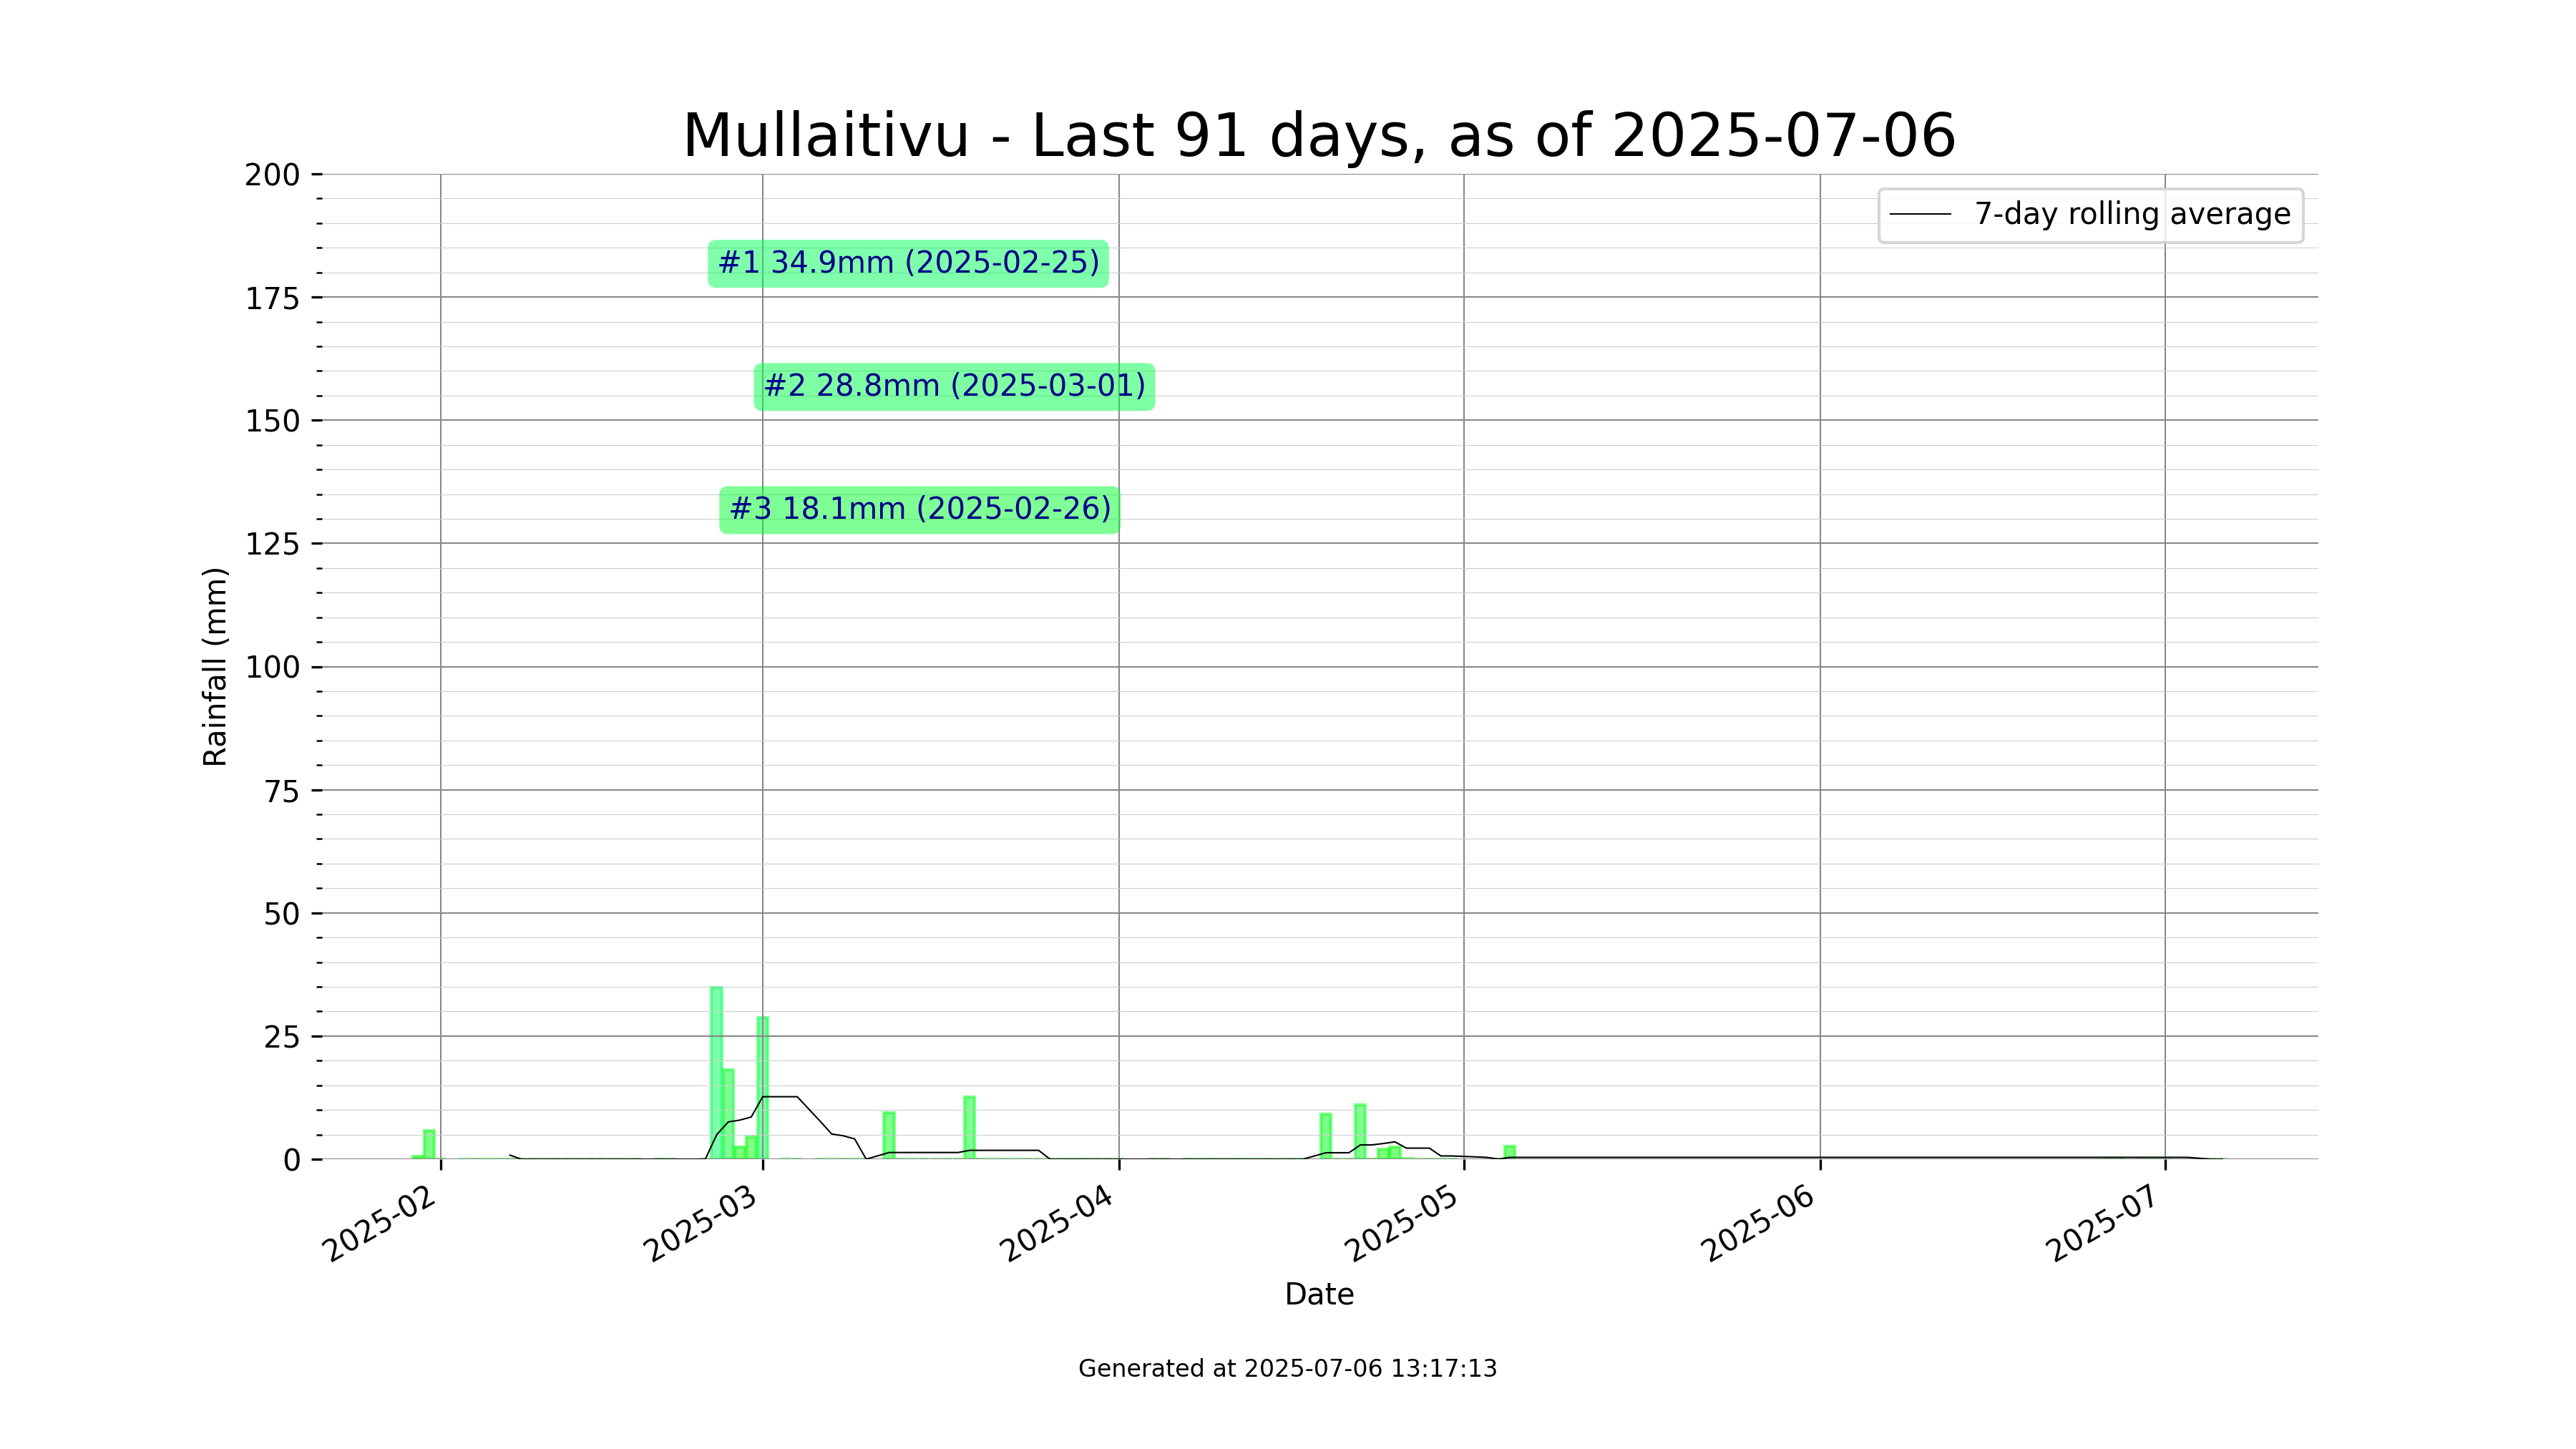 Mullaitivu - Last 91 days, as of 2025-07-06
7-day rolling average
#1 34.9mm (2025-02-25)
#2 28.8mm (2025-03-01)
#3 18.1mm (2025-02-26)
Rainfall (mm)
200
175
150
125
100
75
50
25
0
2025-02
2025-03
2025-04
2025-05
2025-06
2025-07
Date
Generated at 2025-07-06 13:17:13